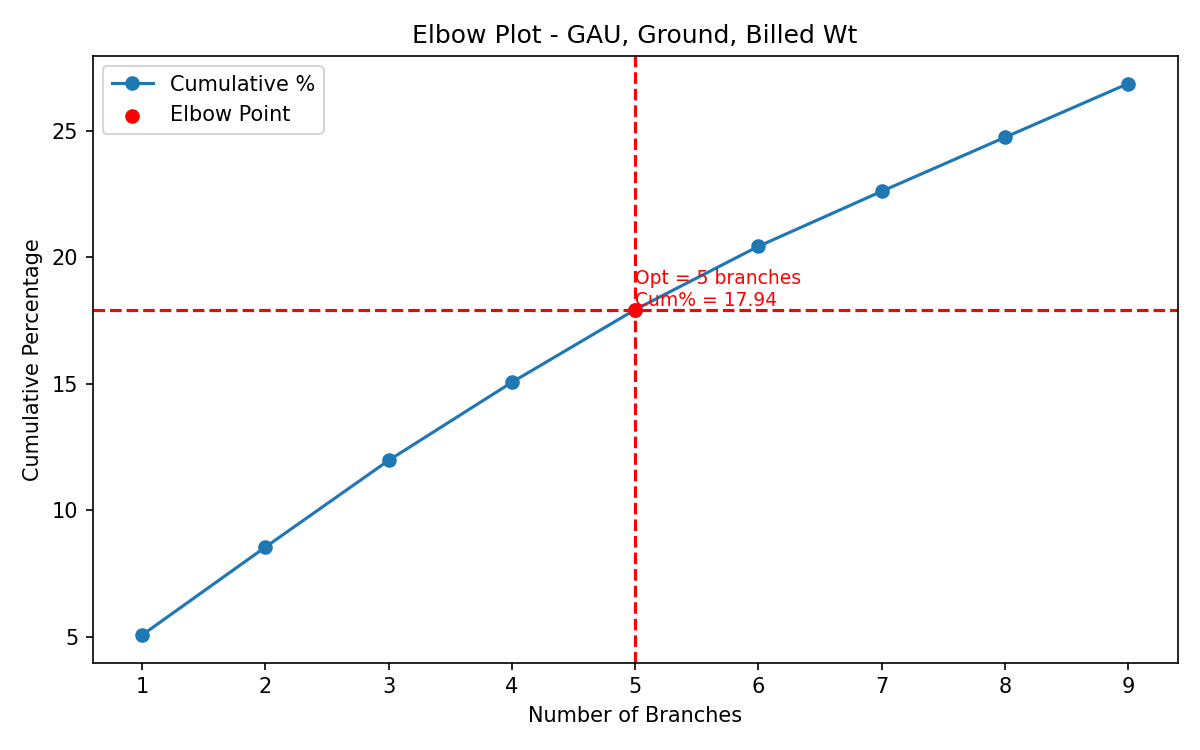 Elbow Plot - GAU, Ground, Billed Wt
Cumulative %
Elbow Point
Cumulative Percentage
25
20
15
10
5
Opt = 5 branches
Cum% = 17.94
1 2 3 4 5 6 7 8 9
Number of Branches